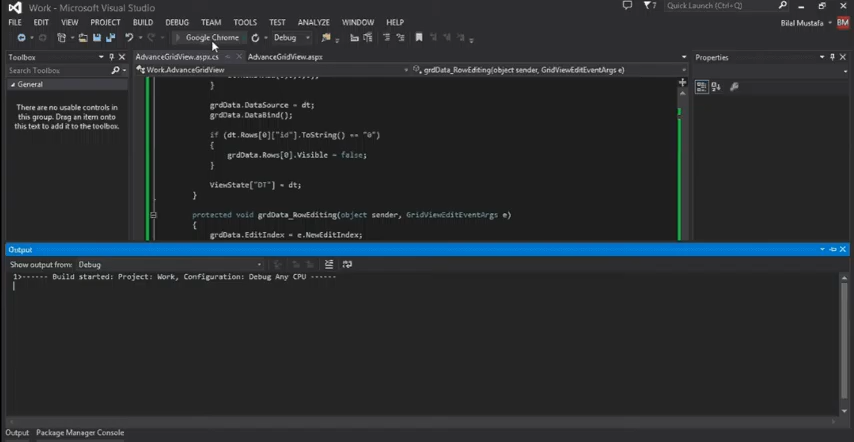 Work - Microsoft Visual Studio
7
Quick Launch (Ctrl+Q)
FILE EDIT VIEW PROJECT BUILD DEBUG TEAM TOOLS TEST ANALYZE WINDOW HELP
Bilal Mustafa BM
Google Chrome Debug
Toolbox
AdvanceGridView.aspx.cs AdvanceGridView.aspx
Properties
Search Toolbox
Work.AdvanceGridView grdData_RowEditing(object sender, GridViewEditEventArgs e)
General
There are no usable controls in
this group. Drag an item onto
this text to add it to the toolbox.
}
grdData.DataSource = dt;
grdData.DataBind();
if (dt.Rows[0]["id"].ToString() == "0")
{
grdData.Rows[0].Visible = false;
}
ViewState["DT"] = dt;
}
protected void grdData_RowEditing(object sender, GridViewEditEventArgs e)
{
grdData.EditIndex = e.NewEditIndex;
Output
Show output from: Debug
1>------ Build started: Project: Work, Configuration: Debug Any CPU ------
Output Package Manager Console